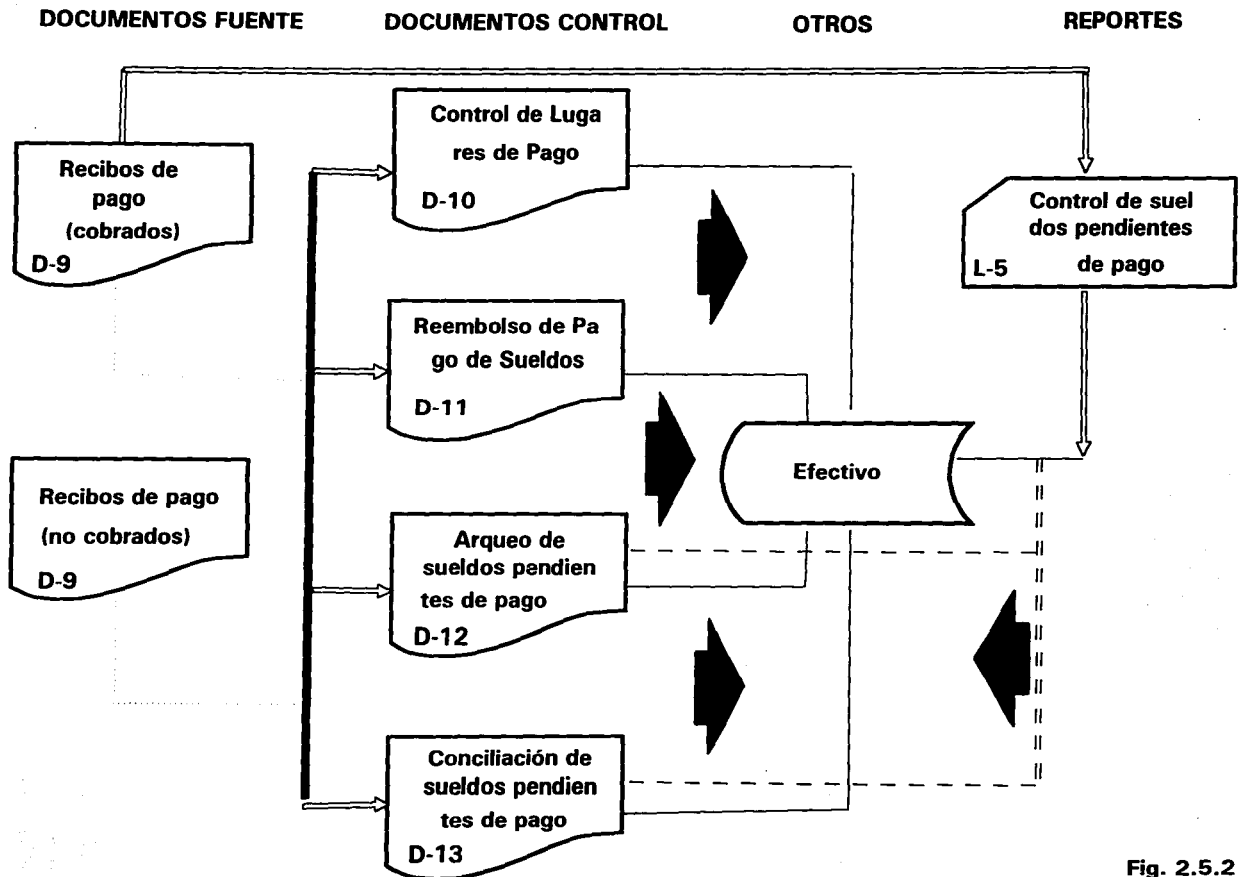 DOCUMENTOS FUENTE
DOCUMENTOS CONTROL
OTROS
REPORTES
Recibos de
pago
(cobrados)
D-9
Recibos de pago
(no cobrados)
D-9
Control de Luga
res de Pago
D-10
Reembolso de Pa
go de Sueldos
D-11
Arqueo de
sueldos pendien
tes de pago
D-12
Conciliación de
sueldos pendien
tes de pago
D-13
Efectivo
Control de suel
dos pendientes
de pago
L-5
Fig. 2.5.2